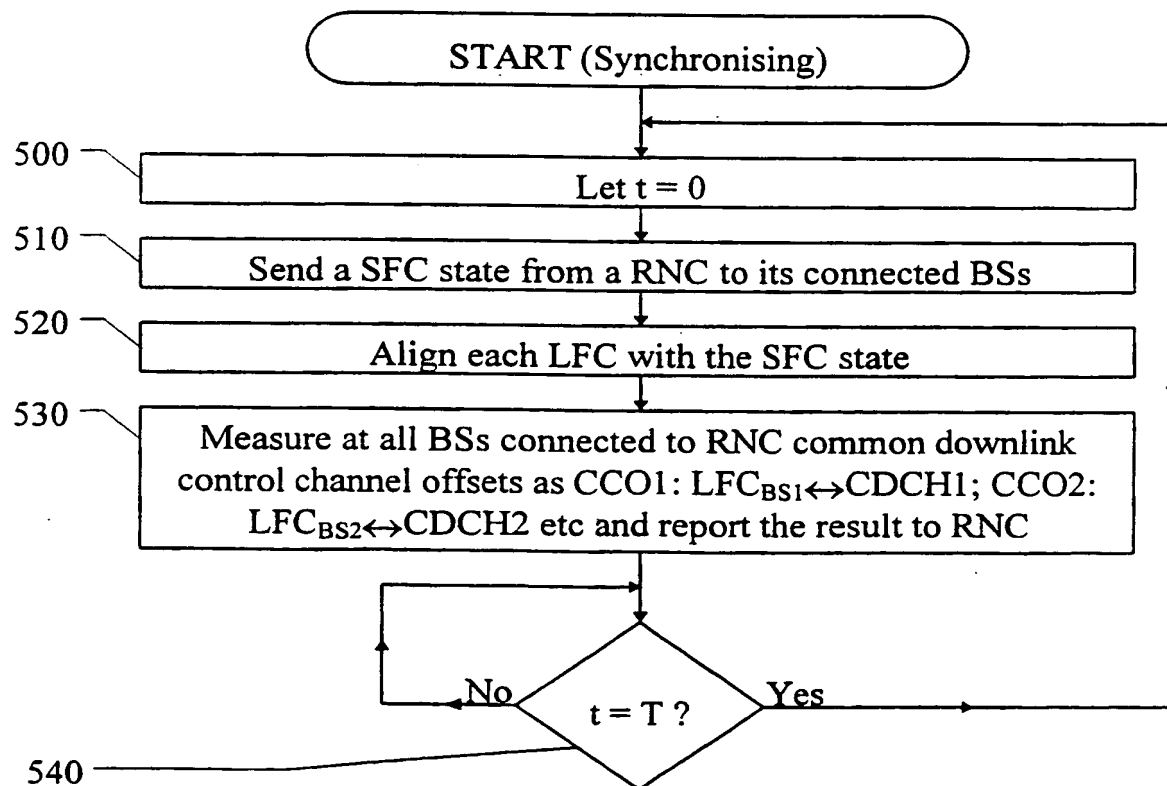 START (Synchronising)
500
Let t = 0
510
Send a SFC state from a RNC to its connected BSs
520
Align each LFC with the SFC state
530
Measure at all BSs connected to RNC common downlink
control channel offsets as CCO1: LFCBS1↔CDCH1; CCO2:
LFCBS2↔CDCH2 etc and report the result to RNC
No
t = T ?
Yes
540